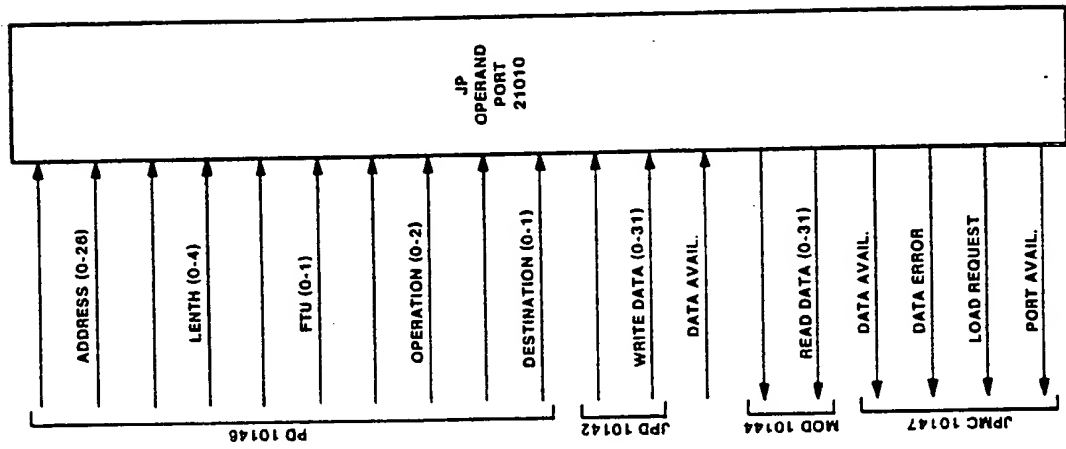 JP
OPERAND
PORT
21010
ADDRESS (0-28)
LENTH (0-4)
FTU (0-1)
OPERATION (0-2)
DESTINATION (0-1)
WRITE DATA (0-31)
DATA AVAIL.
READ DATA (0-31)
DATA AVAIL.
DATA ERROR
LOAD REQUEST
PORT AVAIL.
PD 10146
JPD 10142
MOD 10144
JPMC 10147